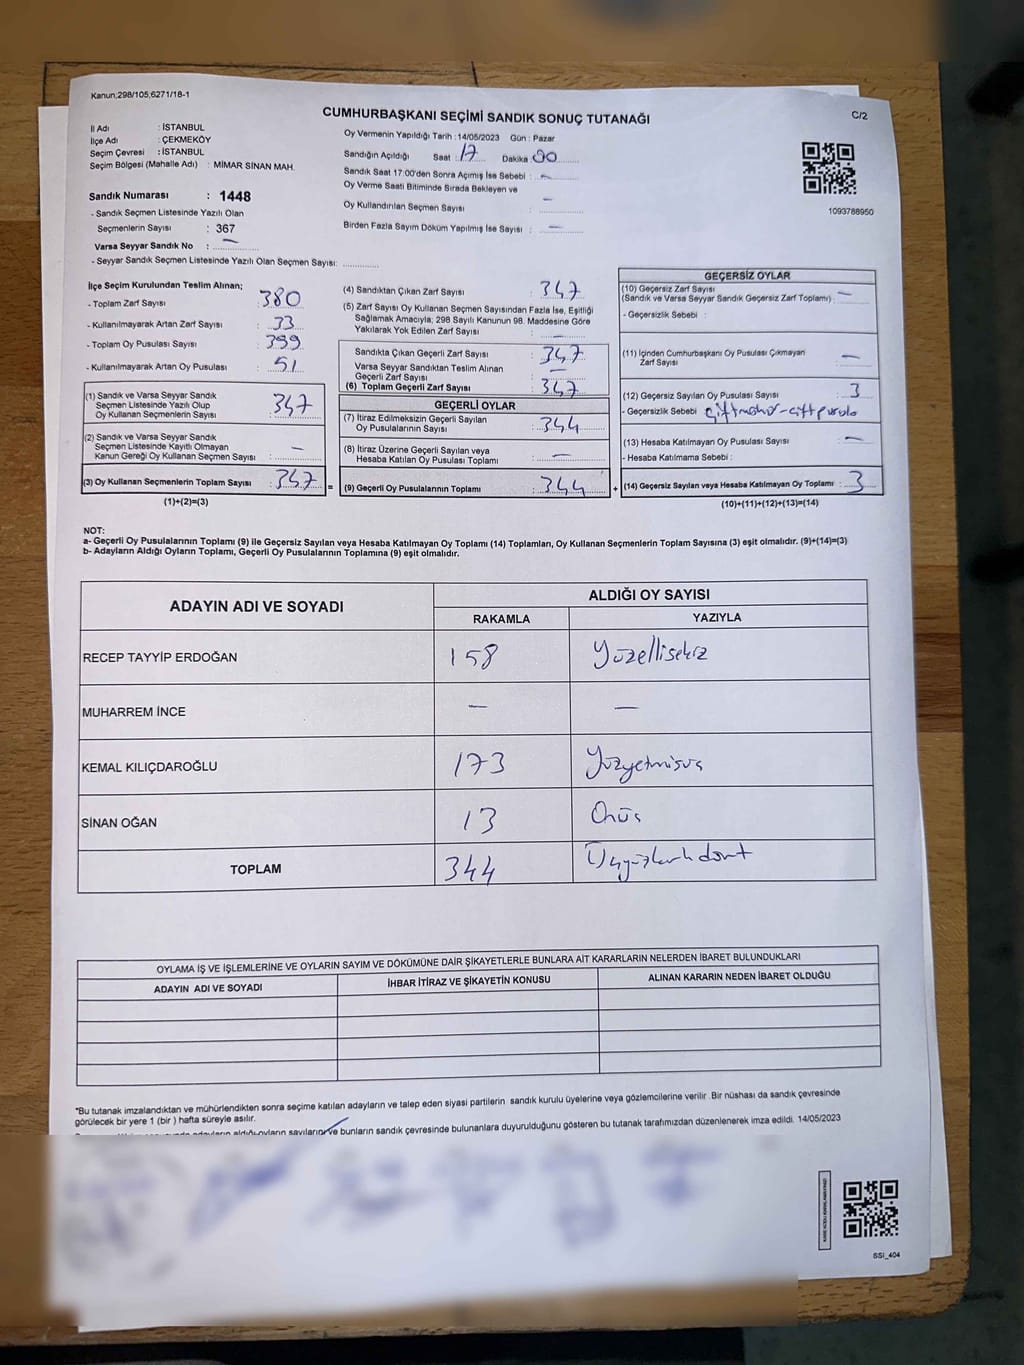 Kanun,298/105,6271/18-1
CUMHURBAŞKANI SEÇİMİ SANDIK SONUÇ TUTANAĞI
C/2
İl Adı : İSTANBUL
İlçe Adı : ÇEKMEKÖY
Seçim Çevresi : İSTANBUL
Seçim Bölgesi (Mahalle Adı) : MİMAR SİNAN MAH.
Sandık Numarası : 1448
- Sandık Seçmen Listesinde Yazılı Olan
Seçmenlerin Sayısı : 367
Varsa Seyyar Sandık No : —
- Seyyar Sandık Seçmen Listesinde Yazılı Olan Seçmen Sayısı:
Oy Vermenin Yapıldığı Tarih : 14/05/2023 Gün : Pazar
Sandığın Açıldığı Saat : 17 Dakika : 00
Sandık Saat 17:00'den Sonra Açımış İse Sebebi : —
Oy Verme Saati Bitiminde Sırada Bekleyen ve
Oy Kullandırılan Seçmen Sayısı : —
Birden Fazla Sayım Döküm Yapılmış İse Sayısı : —
1093788950
İlçe Seçim Kurulundan Teslim Alınan;
- Toplam Zarf Sayısı : 380
- Kullanılmayarak Artan Zarf Sayısı : 33
- Toplam Oy Pusulası Sayısı : 399
- Kullanılmayarak Artan Oy Pusulası : 51
(1) Sandık ve Varsa Seyyar Sandık
Seçmen Listesinde Yazılı Olup
Oy Kullanan Seçmenlerin Sayısı : 347
(2) Sandık ve Varsa Seyyar Sandık
Seçmen Listesinde Kayıtlı Olmayan
Kanun Gereği Oy Kullanan Seçmen Sayısı : —
(3) Oy Kullanan Seçmenlerin Toplam Sayısı : 347
(1)+(2)=(3)
(4) Sandıktan Çıkan Zarf Sayısı : 347
(5) Zarf Sayısı Oy Kullanan Seçmen Sayısından Fazla İse, Eşitliği
Sağlamak Amacıyla; 298 Sayılı Kanunun 98. Maddesine Göre
Yakılarak Yok Edilen Zarf Sayısı : —
Sandıkta Çıkan Geçerli Zarf Sayısı : 347
Varsa Seyyar Sandıktan Teslim Alınan
Geçerli Zarf Sayısı : —
(6) Toplam Geçerli Zarf Sayısı : 347
GEÇERLİ OYLAR
(7) İtiraz Edilmeksizin Geçerli Sayılan
Oy Pusulalarının Sayısı : 344
(8) İtiraz Üzerine Geçerli Sayılan veya
Hesaba Katılan Oy Pusulası Toplamı : —
= (9) Geçerli Oy Pusulalarının Toplamı : 344
GEÇERSİZ OYLAR
(10) Geçersiz Zarf Sayısı : —
(Sandık ve Varsa Seyyar Sandık Geçersiz Zarf Toplamı)
- Geçersizlik Sebebi :
(11) İçinden Cumhurbaşkanı Oy Pusulası Çıkmayan
Zarf Sayısı : —
(12) Geçersiz Sayılan Oy Pusulası Sayısı : 3
- Geçersizlik Sebebi : çiftmühür-çiftpusula
(13) Hesaba Katılmayan Oy Pusulası Sayısı : —
- Hesaba Katılmama Sebebi :
+ (14) Geçersiz Sayılan veya Hesaba Katılmayan Oy Toplamı : 3
(10)+(11)+(12)+(13)=(14)
NOT:
a- Geçerli Oy Pusulalarının Toplamı (9) ile Geçersiz Sayılan veya Hesaba Katılmayan Oy Toplamı (14) Toplamları, Oy Kullanan Seçmenlerin Toplam Sayısına (3) eşit olmalıdır. (9)+(14)=(3)
b- Adayların Aldığı Oyların Toplamı, Geçerli Oy Pusulalarının Toplamına (9) eşit olmalıdır.
ADAYIN ADI VE SOYADI
ALDIĞI OY SAYISI
RAKAMLA YAZIYLA
RECEP TAYYİP ERDOĞAN 158 Yüzellisekiz
MUHARREM İNCE — —
KEMAL KILIÇDAROĞLU 173 Yüzyetmişüç
SİNAN OĞAN 13 Onüç
TOPLAM 344 Üçyüzkırkdört
OYLAMA İŞ VE İŞLEMLERİNE VE OYLARIN SAYIM VE DÖKÜMÜNE DAİR ŞİKAYETLERLE BUNLARA AİT KARARLARIN NELERDEN İBARET BULUNDUKLARI
ADAYIN ADI VE SOYADI İHBAR İTİRAZ VE ŞİKAYETİN KONUSU ALINAN KARARIN NEDEN İBARET OLDUĞU
*Bu tutanak imzalandıktan ve mühürlendikten sonra seçime katılan adayların ve talep eden siyasi partilerin sandık kurulu üyelerine veya gözlemcilerine verilir .Bir nüshası da sandık çevresinde
görülecek bir yere 1 (bir ) hafta süreyle asılır.
aldığı oyların sayılarını ve bunların sandık çevresinde bulunanlara duyurulduğunu gösteren bu tutanak tarafımızdan düzenlenerek imza edildi. 14/05/2023
SSI_404